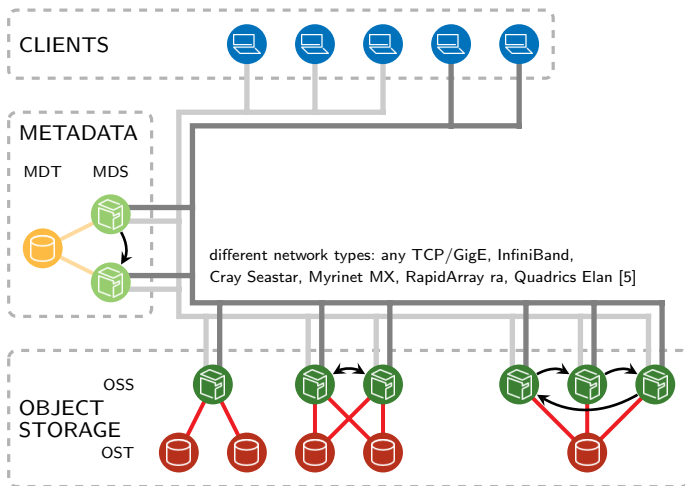 CLIENTS
METADATA
MDT
MDS
different network types: any TCP/GigE, InfiniBand,
Cray Seastar, Myrinet MX, RapidArray ra, Quadrics Elan [5]
OSS
OBJECT
STORAGE
OST